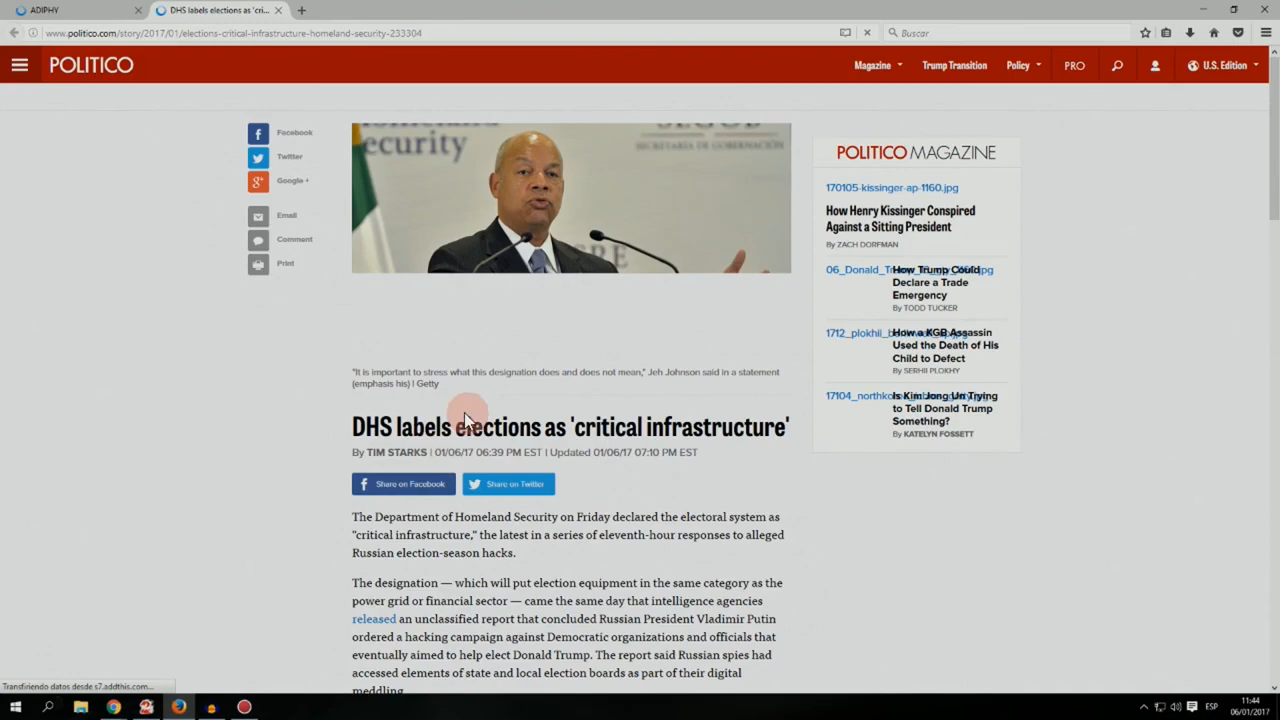 ADIPHY
DHS labels elections as 'cri...
www.politico.com/story/2017/01/elections-critical-infrastructure-homeland-security-233304
Buscar
POLITICO
Magazine
Trump Transition
Policy
PRO
U.S. Edition
Facebook
Twitter
Google +
Email
Comment
Print
Homeland
Security
SEGOB
SECRETARÍA DE GOBERNACIÓN
SRE
POLITICO MAGAZINE
170105-kissinger-ap-1160.jpg
How Henry Kissinger Conspired
Against a Sitting President
By ZACH DORFMAN
How Trump Could
Declare a Trade
Emergency
By TODD TUCKER
How a KGB Assassin
Used the Death of His
Child to Defect
By SERHII PLOKHY
Is Kim Jong Un Trying
to Tell Donald Trump
Something?
By KATELYN FOSSETT
"It is important to stress what this designation does and does not mean," Jeh Johnson said in a statement
(emphasis his) | Getty
DHS labels elections as 'critical infrastructure'
By TIM STARKS | 01/06/17 06:39 PM EST | Updated 01/06/17 07:10 PM EST
Share on Facebook
Share on Twitter
The Department of Homeland Security on Friday declared the electoral system as
"critical infrastructure," the latest in a series of eleventh-hour responses to alleged
Russian election-season hacks.
The designation — which will put election equipment in the same category as the
power grid or financial sector — came the same day that intelligence agencies
released an unclassified report that concluded Russian President Vladimir Putin
ordered a hacking campaign against Democratic organizations and officials that
eventually aimed to help elect Donald Trump. The report said Russian spies had
accessed elements of state and local election boards as part of their digital
meddling.
Transfiriendo datos desde s7.addthis.com...
ESP
11:44
06/01/2017